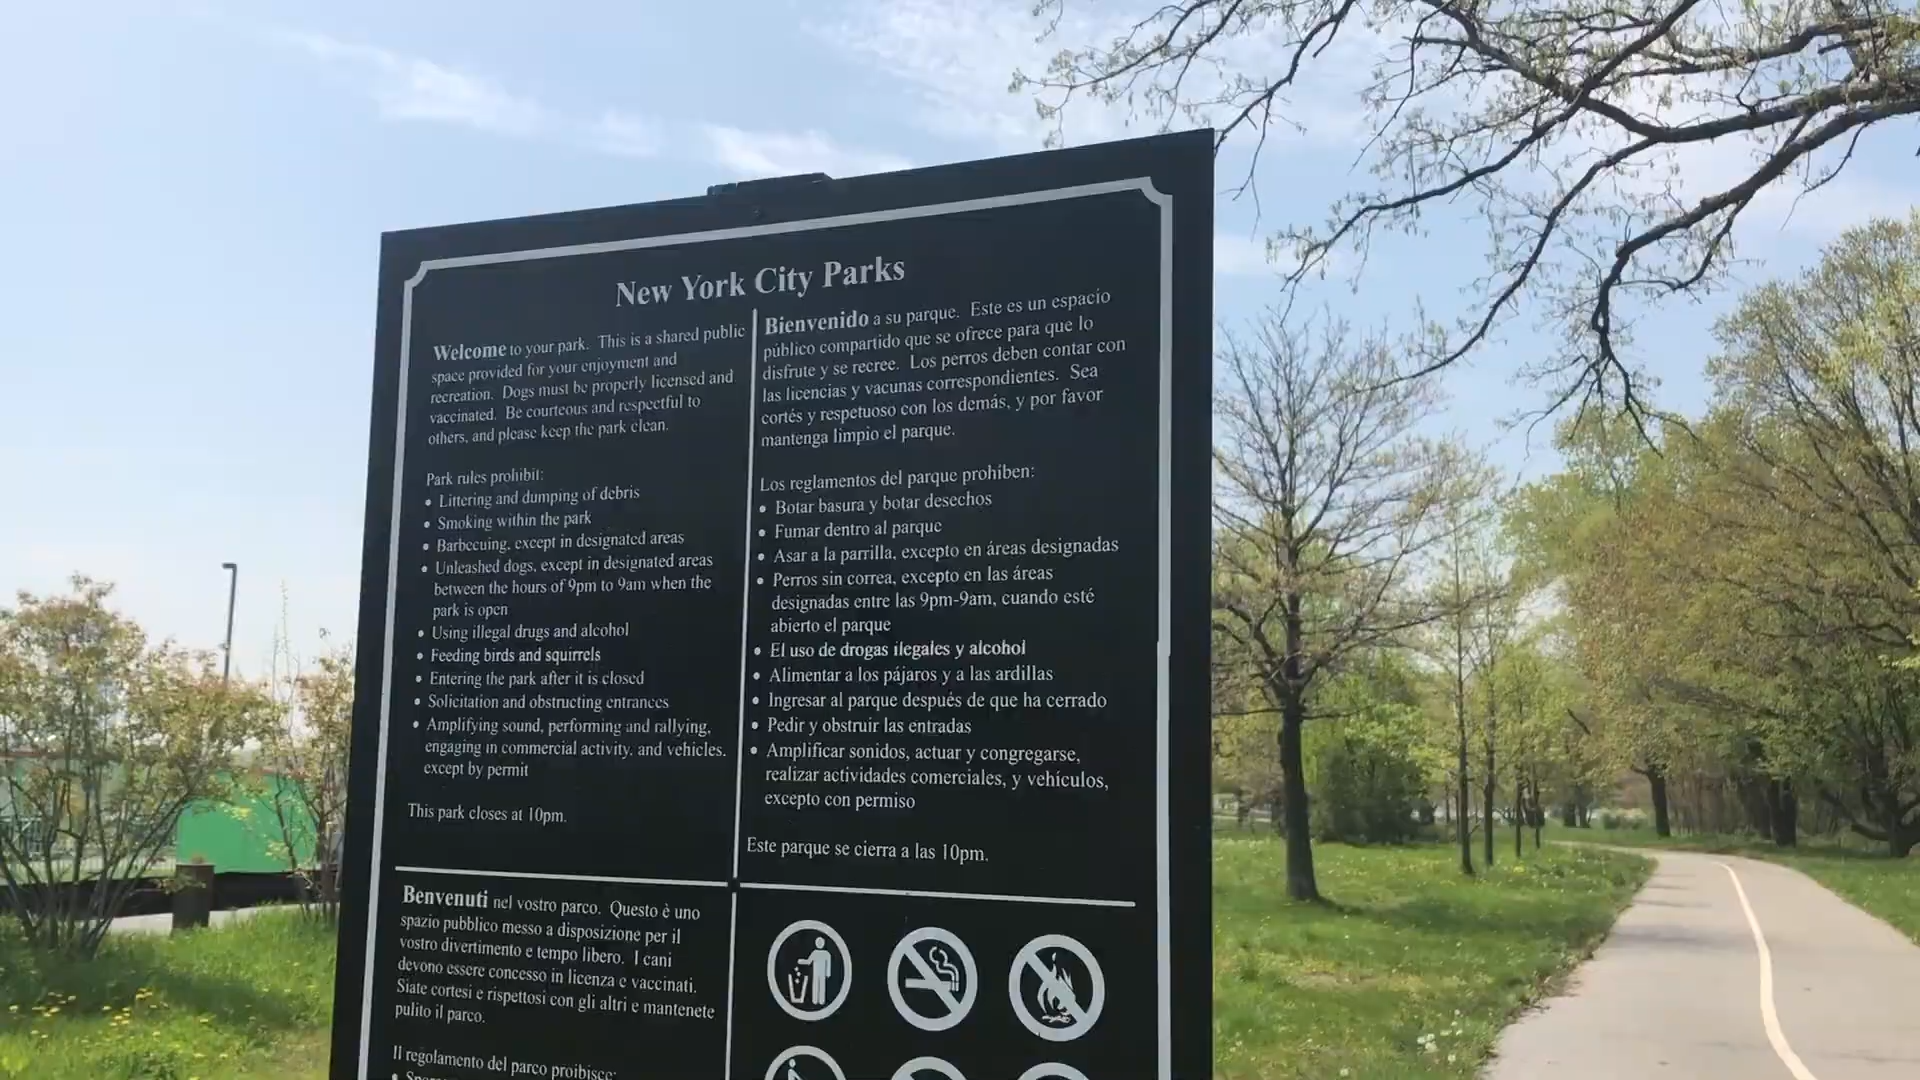 New York City Parks
Welcome to your park. This is a shared public
space provided for your enjoyment and
recreation. Dogs must be properly licensed and
vaccinated. Be courteous and respectful to
others, and please keep the park clean.
Park rules prohibit:
• Littering and dumping of debris
• Smoking within the park
• Barbecuing, except in designated areas
• Unleashed dogs, except in designated areas
between the hours of 9pm to 9am when the
park is open
• Using illegal drugs and alcohol
• Feeding birds and squirrels
• Entering the park after it is closed
• Solicitation and obstructing entrances
• Amplifying sound, performing and rallying,
engaging in commercial activity, and vehicles,
except by permit
This park closes at 10pm.
Bienvenido a su parque. Este es un espacio
público compartido que se ofrece para que lo
disfrute y se recree. Los perros deben contar con
las licencias y vacunas correspondientes. Sea
cortés y respetuoso con los demás, y por favor
mantenga limpio el parque.
Los reglamentos del parque prohíben:
• Botar basura y botar desechos
• Fumar dentro al parque
• Asar a la parrilla, excepto en áreas designadas
• Perros sin correa, excepto en las áreas
designadas entre las 9pm-9am, cuando esté
abierto el parque
• El uso de drogas ilegales y alcohol
• Alimentar a los pájaros y a las ardillas
• Ingresar al parque después de que ha cerrado
• Pedir y obstruir las entradas
• Amplificar sonidos, actuar y congregarse,
realizar actividades comerciales, y vehículos,
excepto con permiso
Este parque se cierra a las 10pm.
Benvenuti nel vostro parco. Questo è uno
spazio pubblico messo a disposizione per il
vostro divertimento e tempo libero. I cani
devono essere concesso in licenza e vaccinati.
Siate cortesi e rispettosi con gli altri e mantenete
pulito il parco.
Il regolamento del parco proibisce: